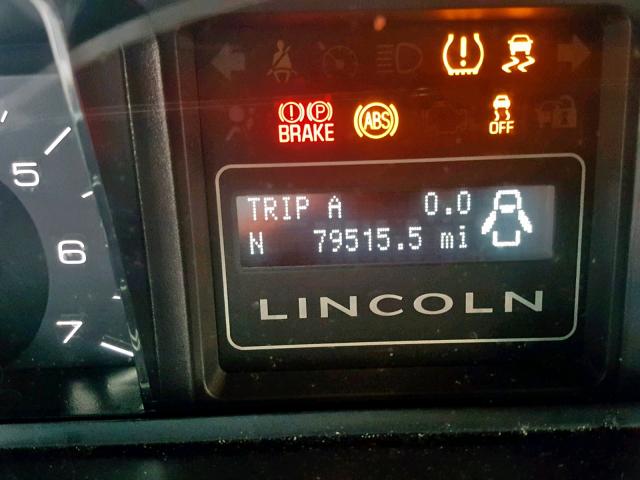 BRAKE P ABS OFF
5
TRIP A 0.0
N 79515.5 mi
6
LINCOLN
7